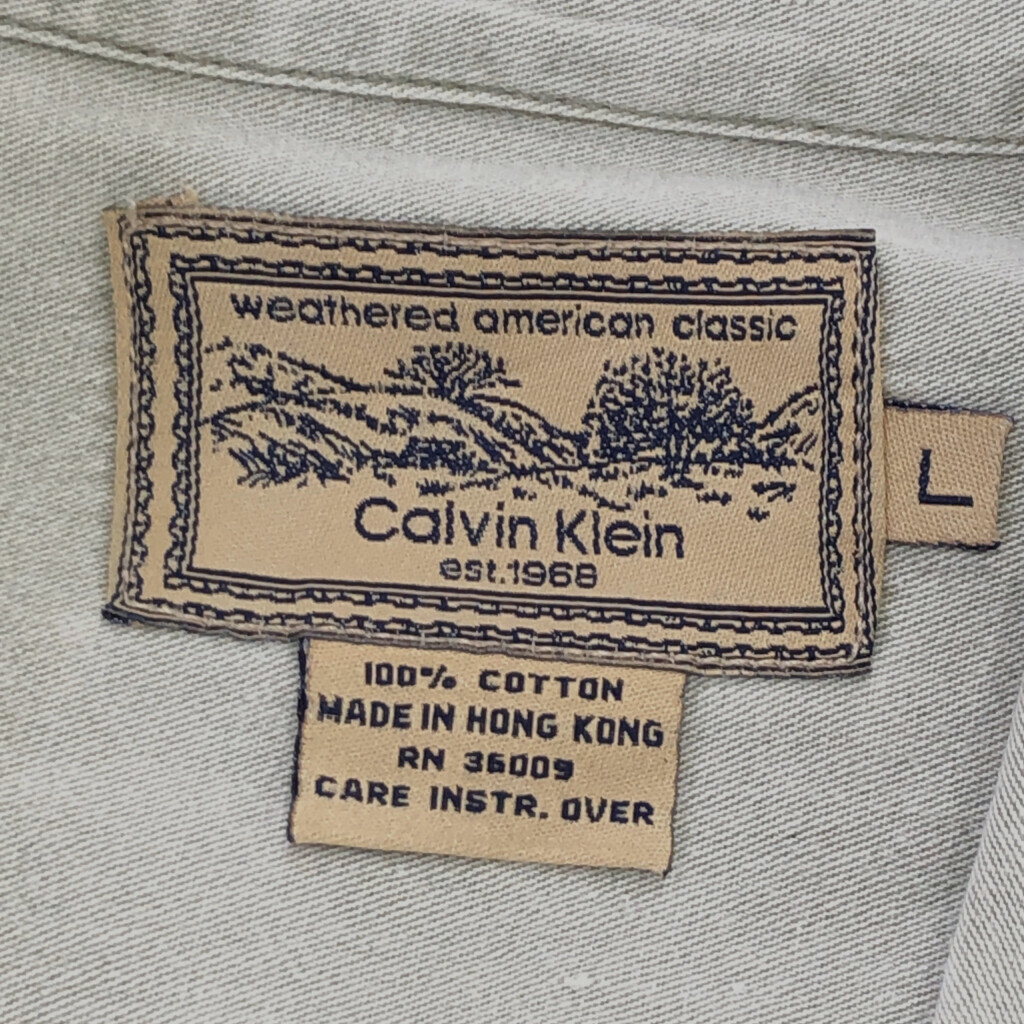 weathered american classic
Calvin Klein
est.1968
L
100% COTTON
MADE IN HONG KONG
RN 36009
CARE INSTR. OVER